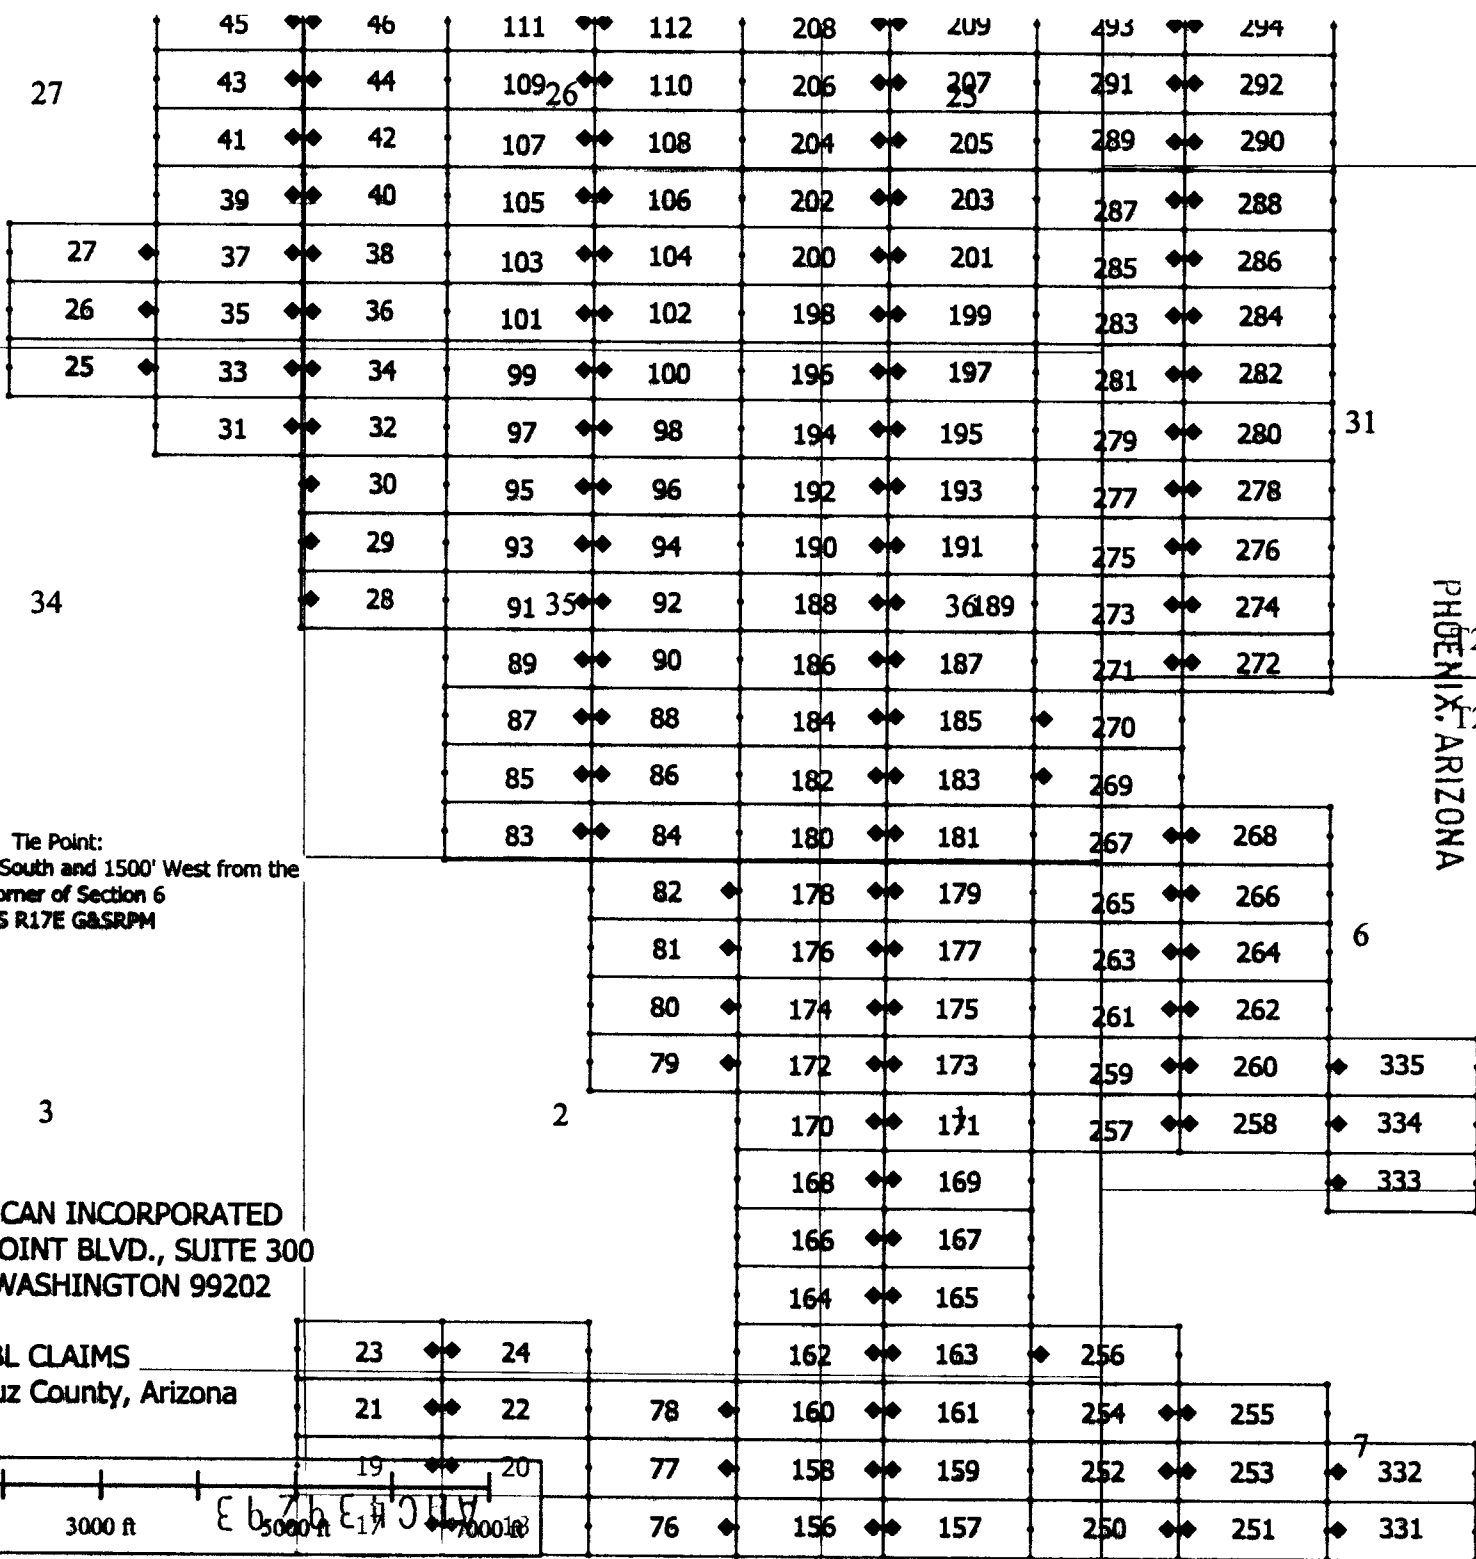 45 46 111 112 208 209 293 294
27 43 44 109 26 110 206 207 25 291 292
41 42 107 108 204 205 289 290
39 40 105 106 202 203 287 288
27 37 38 103 104 200 201 285 286
26 35 36 101 102 198 199 283 284
25 33 34 99 100 196 197 281 282
31 32 97 98 194 195 279 280 31
30 95 96 192 193 277 278
29 93 94 190 191 275 276
34 28 91 35 92 188 36 189 273 274
89 90 186 187 271 272
87 88 184 185 270
85 86 182 183 269
83 84 180 181 267 268
PHOENIX, ARIZONA
Tie Point:
South and 1500' West from the
orner of Section 6
S R17E G&SRPM
82 178 179 265 266
81 176 177 263 264 6
80 174 175 261 262
79 172 173 259 260 335
3 2 170 171 1 257 258 334
168 169 333
166 167
164 165
CAN INCORPORATED
OINT BLVD., SUITE 300
WASHINGTON 99202
BL CLAIMS
uz County, Arizona
23 24 162 163 256
21 22 78 160 161 254 255
19 20 77 158 159 252 253 7 332
17 18 76 156 157 250 251 331
3000 ft 5000 ft 7000 ft